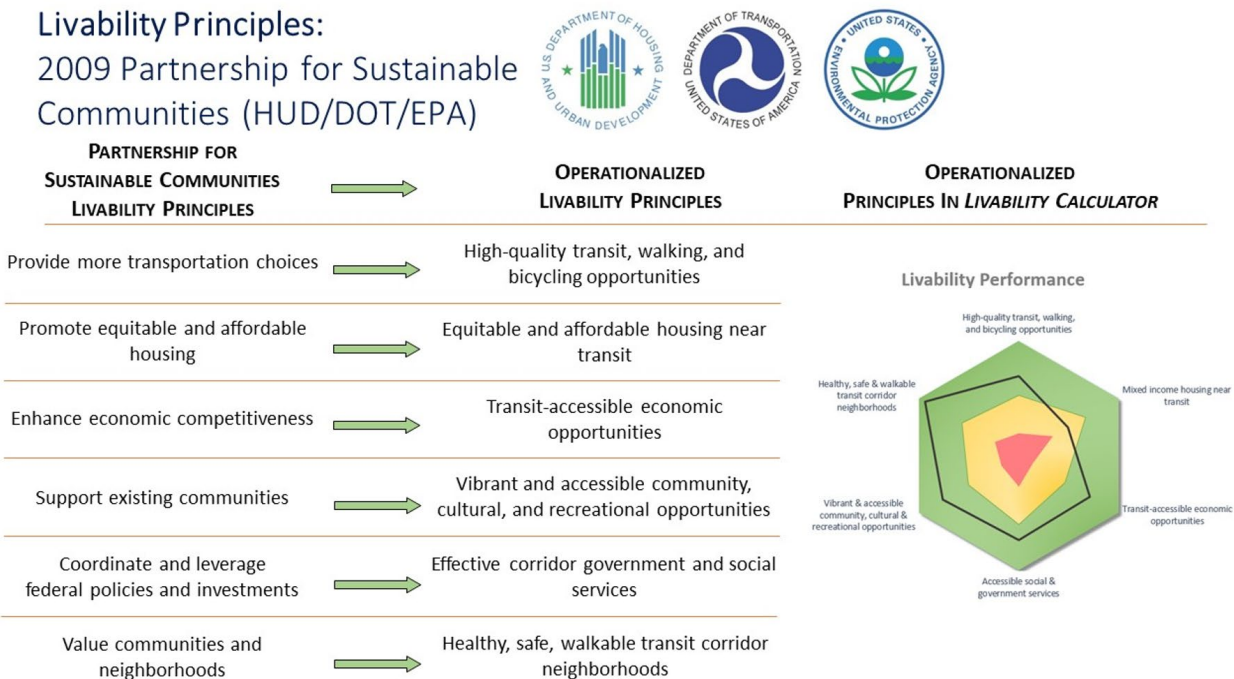 Livability Principles:
2009 Partnership for Sustainable
Communities (HUD/DOT/EPA)
U.S. DEPARTMENT OF HOUSING
AND URBAN DEVELOPMENT
DEPARTMENT OF TRANSPORTATION
UNITED STATES OF AMERICA
UNITED STATES
ENVIRONMENTAL PROTECTION AGENCY
PARTNERSHIP FOR
SUSTAINABLE COMMUNITIES
LIVABILITY PRINCIPLES
OPERATIONALIZED
LIVABILITY PRINCIPLES
OPERATIONALIZED
PRINCIPLES IN LIVABILITY CALCULATOR
Provide more transportation choices
High-quality transit, walking, and
bicycling opportunities
Promote equitable and affordable
housing
Equitable and affordable housing near
transit
Enhance economic competitiveness
Transit-accessible economic
opportunities
Support existing communities
Vibrant and accessible community,
cultural, and recreational opportunities
Coordinate and leverage
federal policies and investments
Effective corridor government and social
services
Value communities and
neighborhoods
Healthy, safe, walkable transit corridor
neighborhoods
Livability Performance
High-quality transit, walking,
and bicycling opportunities
Healthy, safe & walkable
transit corridor
neighborhoods
Mixed income housing near
transit
Vibrant & accessible
community, cultural &
recreational opportunities
Transit-accessible economic
opportunities
Accessible social &
government services